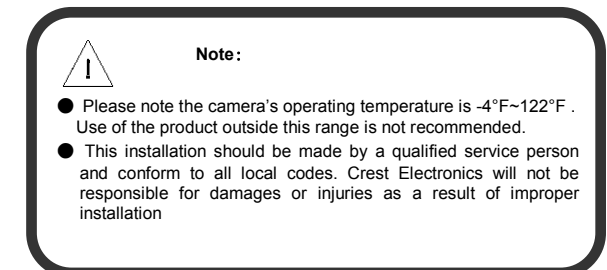 Note：
● Please note the camera's operating temperature is -4°F~122°F .
Use of the product outside this range is not recommended.
● This installation should be made by a qualified service person
and conform to all local codes. Crest Electronics will not be
responsible for damages or injuries as a result of improper
installation